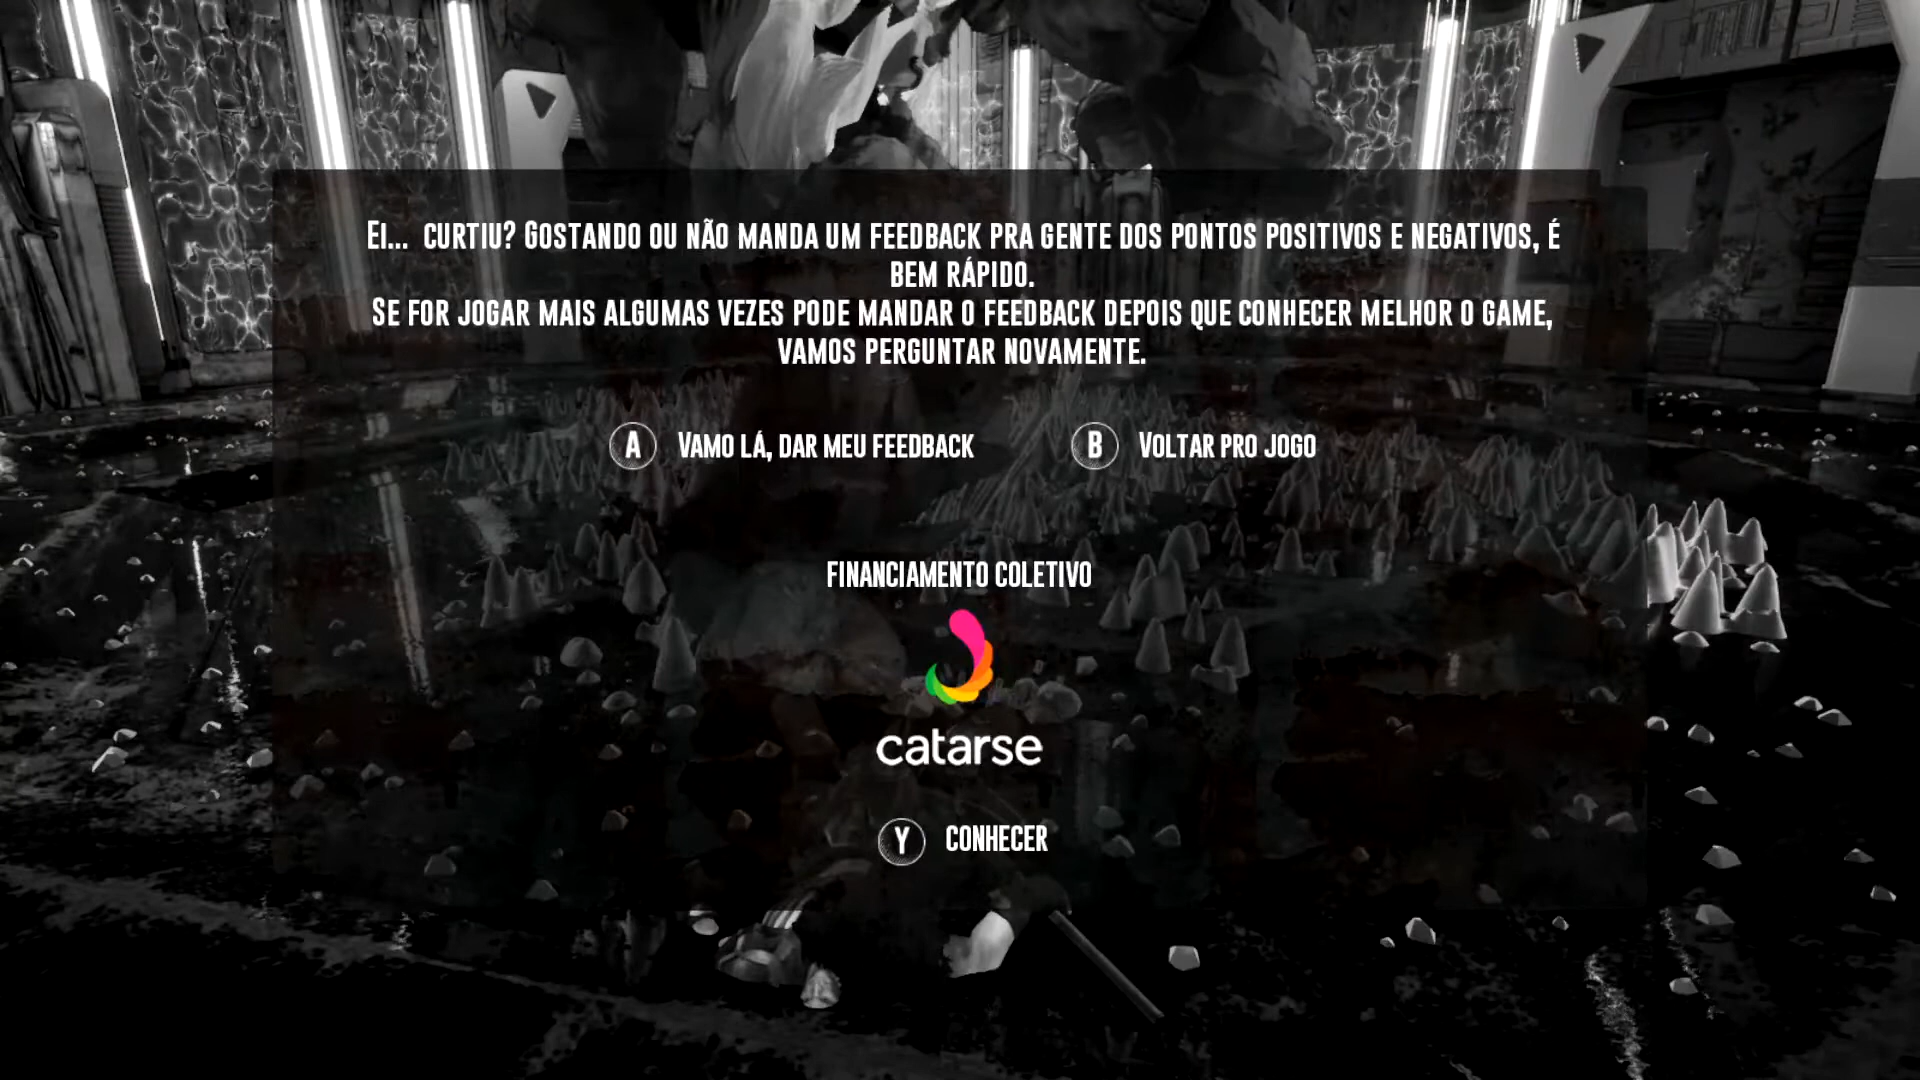 Ei... curtiu? Gostando ou não manda um feedback pra gente dos pontos positivos e negativos, é
bem rápido.
Se for jogar mais algumas vezes pode mandar o feedback depois que conhecer melhor o game,
vamos perguntar novamente.
A Vamo lá, dar meu feedback B Voltar pro jogo
FINANCIAMENTO COLETIVO
catarse
Y CONHECER